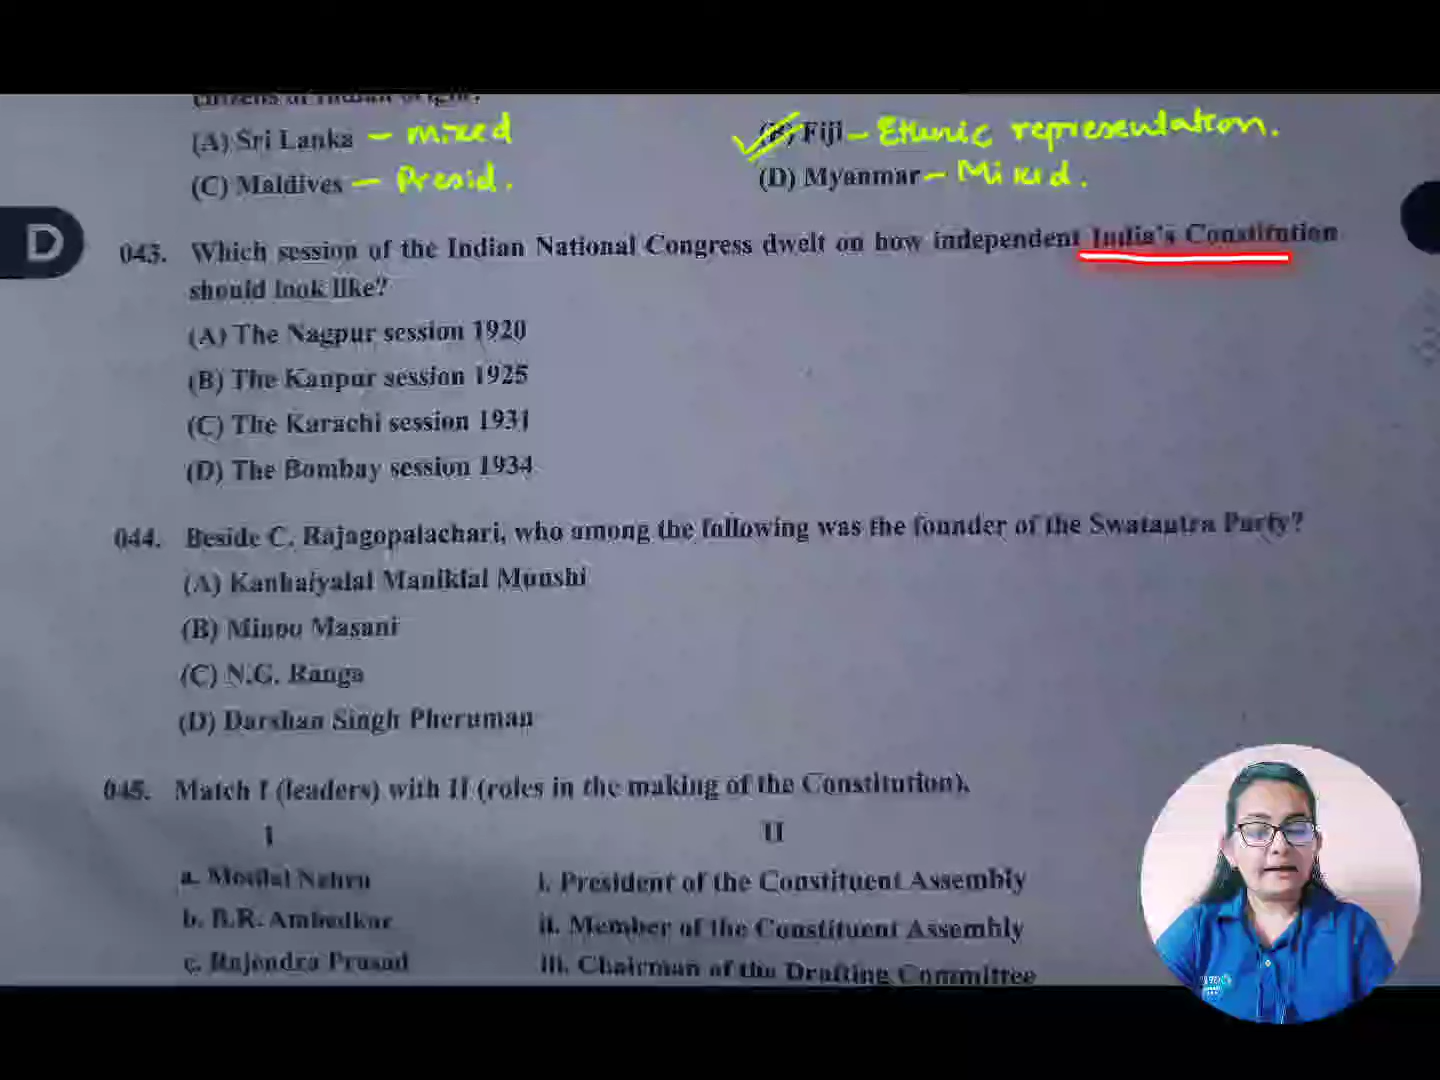 citizens of Indian origin?
(A) Sri Lanka – mixed
(B) Fiji – Ethnic representation.
(C) Maldives – Presid.
(D) Myanmar – Mixed.
D
043. Which session of the Indian National Congress dwelt on how independent India's Constitution
should look like?
(A) The Nagpur session 1920
(B) The Kanpur session 1925
(C) The Karachi session 1931
(D) The Bombay session 1934
044. Beside C. Rajagopalachari, who among the following was the founder of the Swatantra Party?
(A) Kanhaiyalal Maniklal Munshi
(B) Minou Masani
(C) N.G. Ranga
(D) Darshan Singh Pheruman
045. Match I (leaders) with II (roles in the making of the Constitution).
I II
a. Motilal Nehru i. President of the Constituent Assembly
b. B.R. Ambedkar ii. Member of the Constituent Assembly
c. Rajendra Prasad iii. Chairman of the Drafting Committee